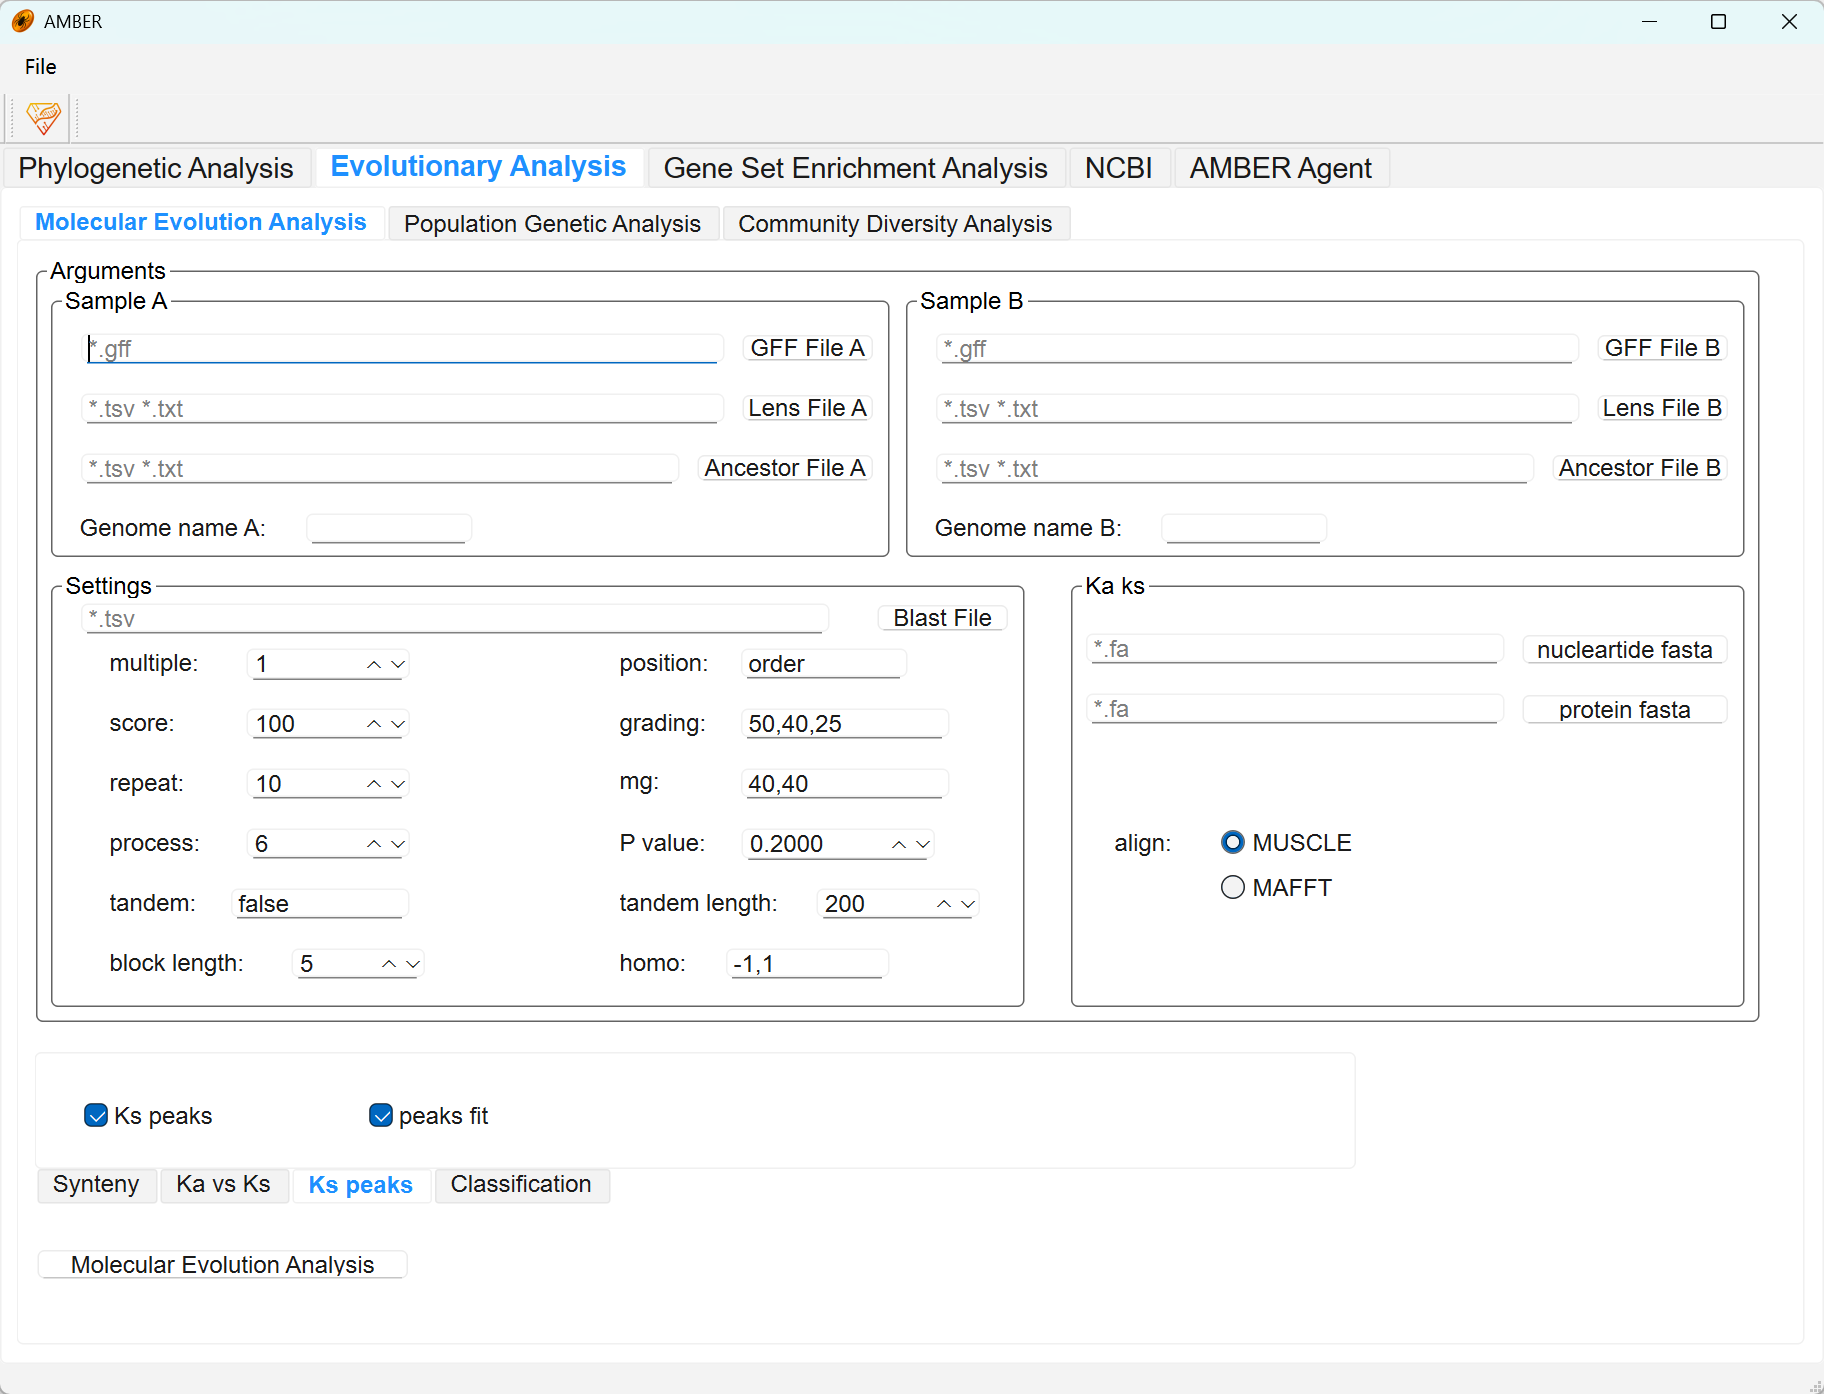 AMBER
File
Phylogenetic Analysis Evolutionary Analysis Gene Set Enrichment Analysis NCBI AMBER Agent
Molecular Evolution Analysis Population Genetic Analysis Community Diversity Analysis
Arguments
Sample A Sample B
*.gff GFF File A *.gff GFF File B
*.tsv *.txt Lens File A *.tsv *.txt Lens File B
*.tsv *.txt Ancestor File A *.tsv *.txt Ancestor File B
Genome name A: Genome name B:
Settings Ka ks
*.tsv Blast File
*.fa nucleartide fasta
multiple: 1 position: order
*.fa protein fasta
score: 100 grading: 50,40,25
repeat: 10 mg: 40,40
process: 6 P value: 0.2000 align: MUSCLE
MAFFT
tandem: false tandem length: 200
block length: 5 homo: -1,1
Ks peaks peaks fit
Synteny Ka vs Ks Ks peaks Classification
Molecular Evolution Analysis